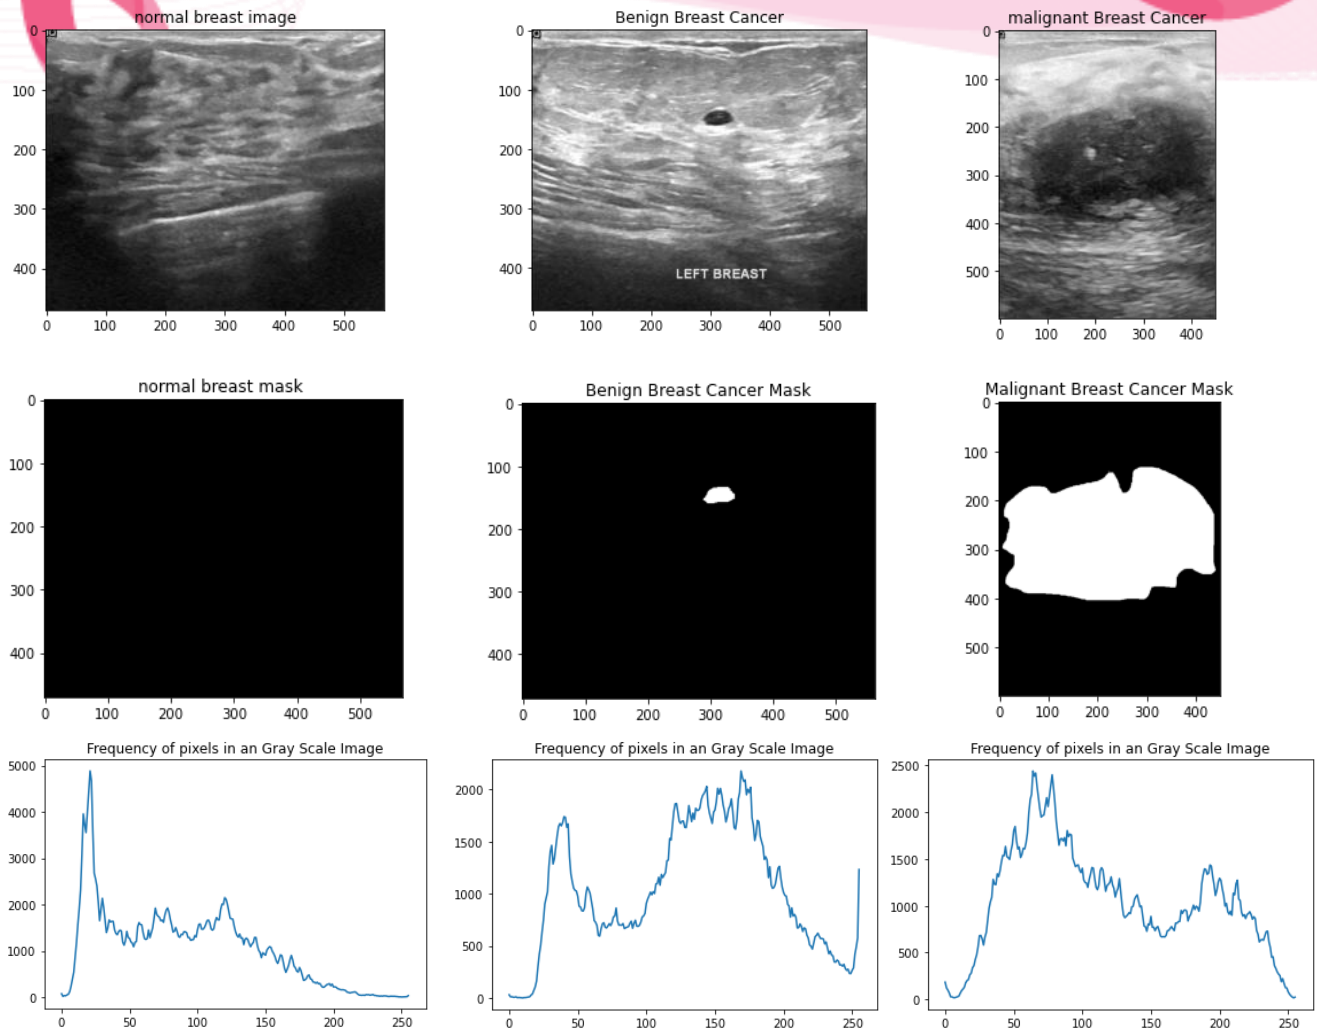 normal breast image
Benign Breast Cancer
malignant Breast Cancer
0
100
200
300
400
0 100 200 300 400 500
0
100
200
300
400
LEFT BREAST
0 100 200 300 400 500
0
100
200
300
400
500
0 100 200 300 400
normal breast mask
Benign Breast Cancer Mask
Malignant Breast Cancer Mask
0
100
200
300
400
0 100 200 300 400 500
0
100
200
300
400
0 100 200 300 400 500
0
100
200
300
400
500
0 100 200 300 400
Frequency of pixels in an Gray Scale Image
Frequency of pixels in an Gray Scale Image
Frequency of pixels in an Gray Scale Image
5000
4000
3000
2000
1000
0
0 50 100 150 200 250
2000
1500
1000
500
0
0 50 100 150 200 250
2500
2000
1500
1000
500
0
0 50 100 150 200 250